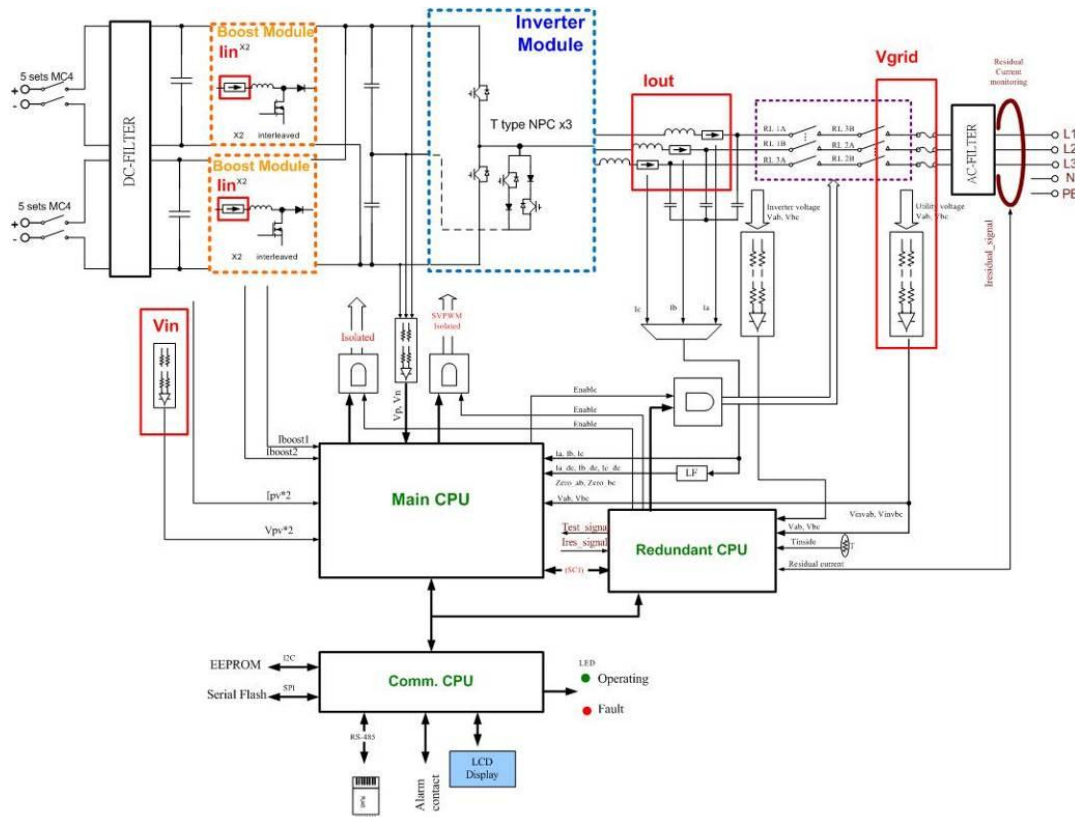 Boost Module
Iin X2
X2 interleaved
Boost Module
Iin X2
X2 interleaved
5 sets MC4
+
-
5 sets MC4
+
-
DC-FILTER
Inverter
Module
T type NPC x3
Iout
Vgrid
Residual
Current
monitoring
RL 1A
RL 3B
RL 1B
RL 2A
RL 3A
RL 2B
AC-FILTER
L1
L2
L3
N
PE
Inverter voltage
Vab, Vbc
Utility voltage
Vab, Vbc
Iresidual_signal
Vin
Isolated
SVPWM
Isolated
Vp, Vn
Ic
Ib
Ia
Enable
Enable
Enable
Iboost1
Iboost2
Ipv*2
Vpv*2
Main CPU
Ia, Ib, Ic
Ia_dc, Ib_dc, Ic_dc
LF
Zero_ab, Zero_bc
Vab, Vbc
Test_signal
Ires_signal
(SCI)
Redundant CPU
Vinvab, Vinvbc
Vab, Vbc
Tinside
T
Residual current
EEPROM
I2C
Serial Flash
SPI
Comm. CPU
LED
Operating
Fault
RS-485
RJ45
Alarm
contact
LCD
Display